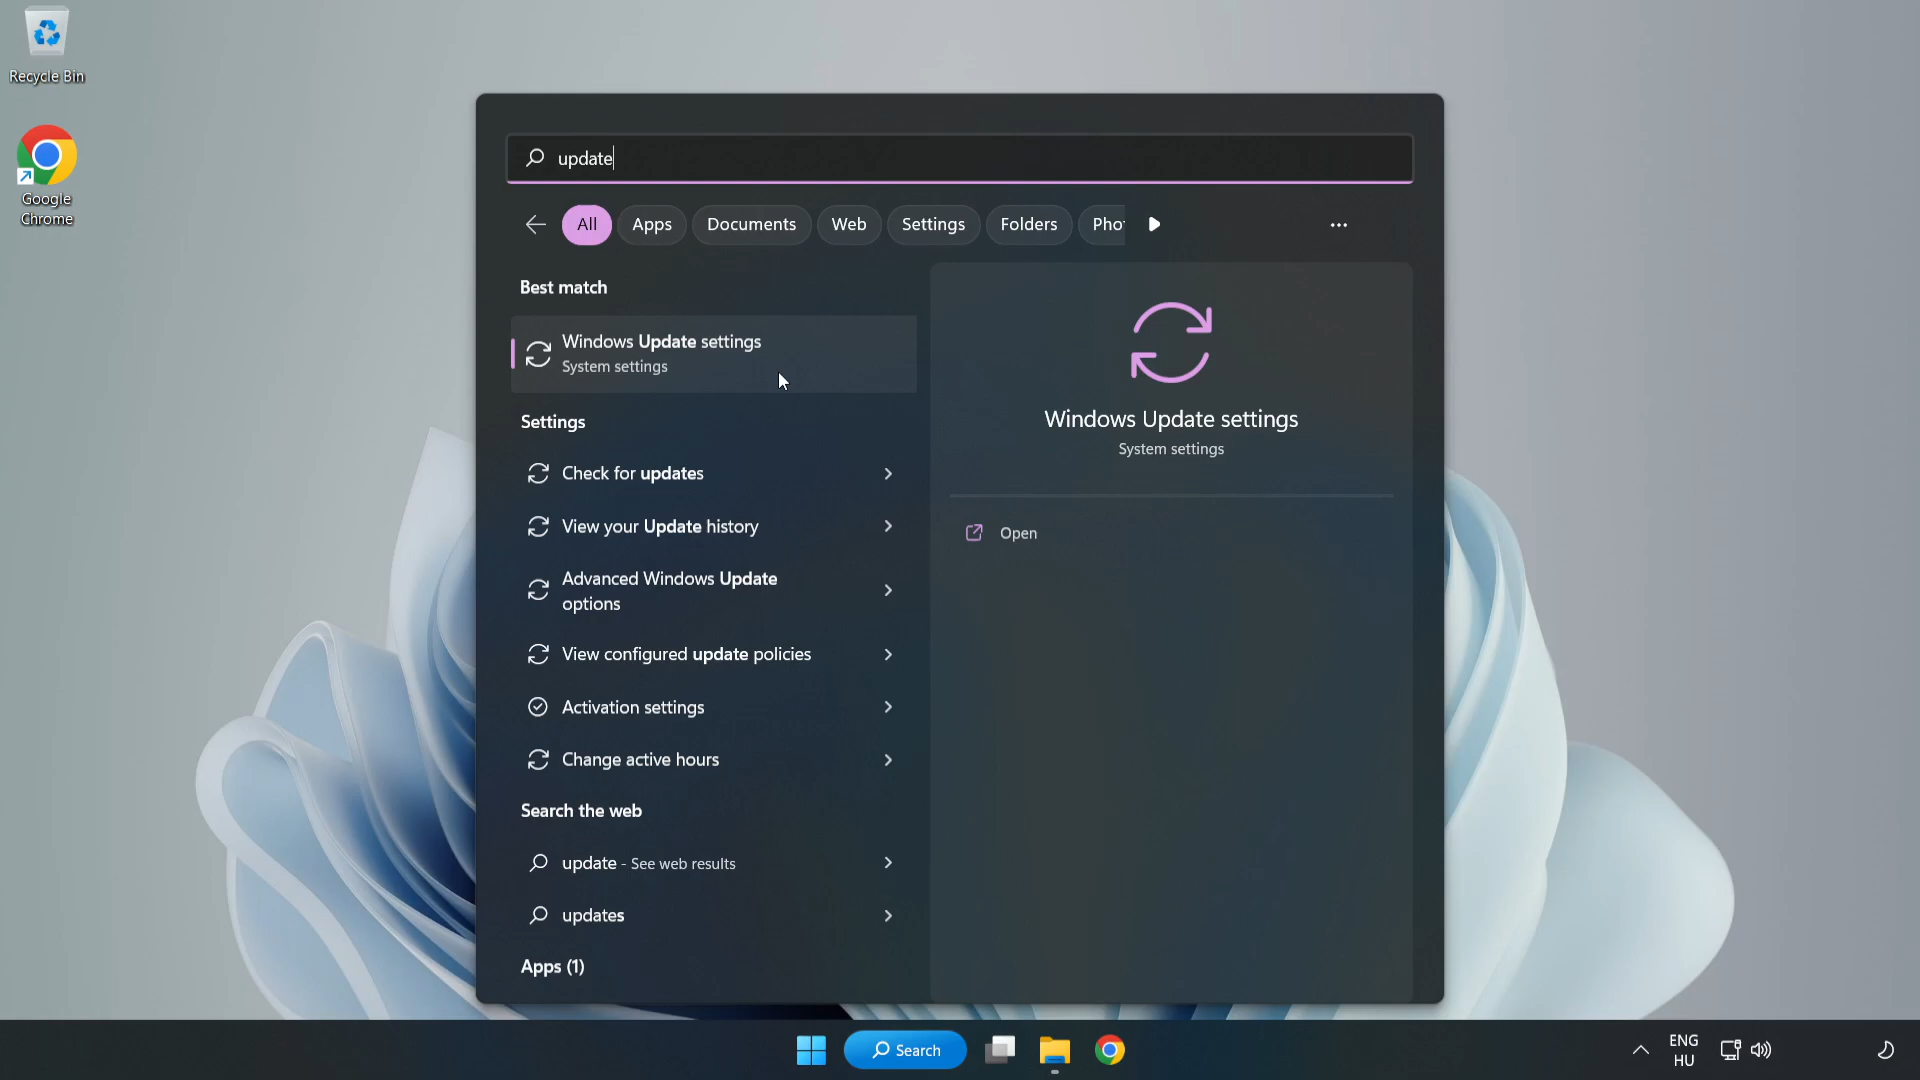 Recycle Bin
Google
Chrome
update
All
Apps
Documents
Web
Settings
Folders
Pho
Best match
Windows Update settings
System settings
Settings
Check for updates
View your Update history
Advanced Windows Update
options
View configured update policies
Activation settings
Change active hours
Search the web
update - See web results
updates
Apps (1)
Windows Update settings
System settings
Open
Search
ENG
HU